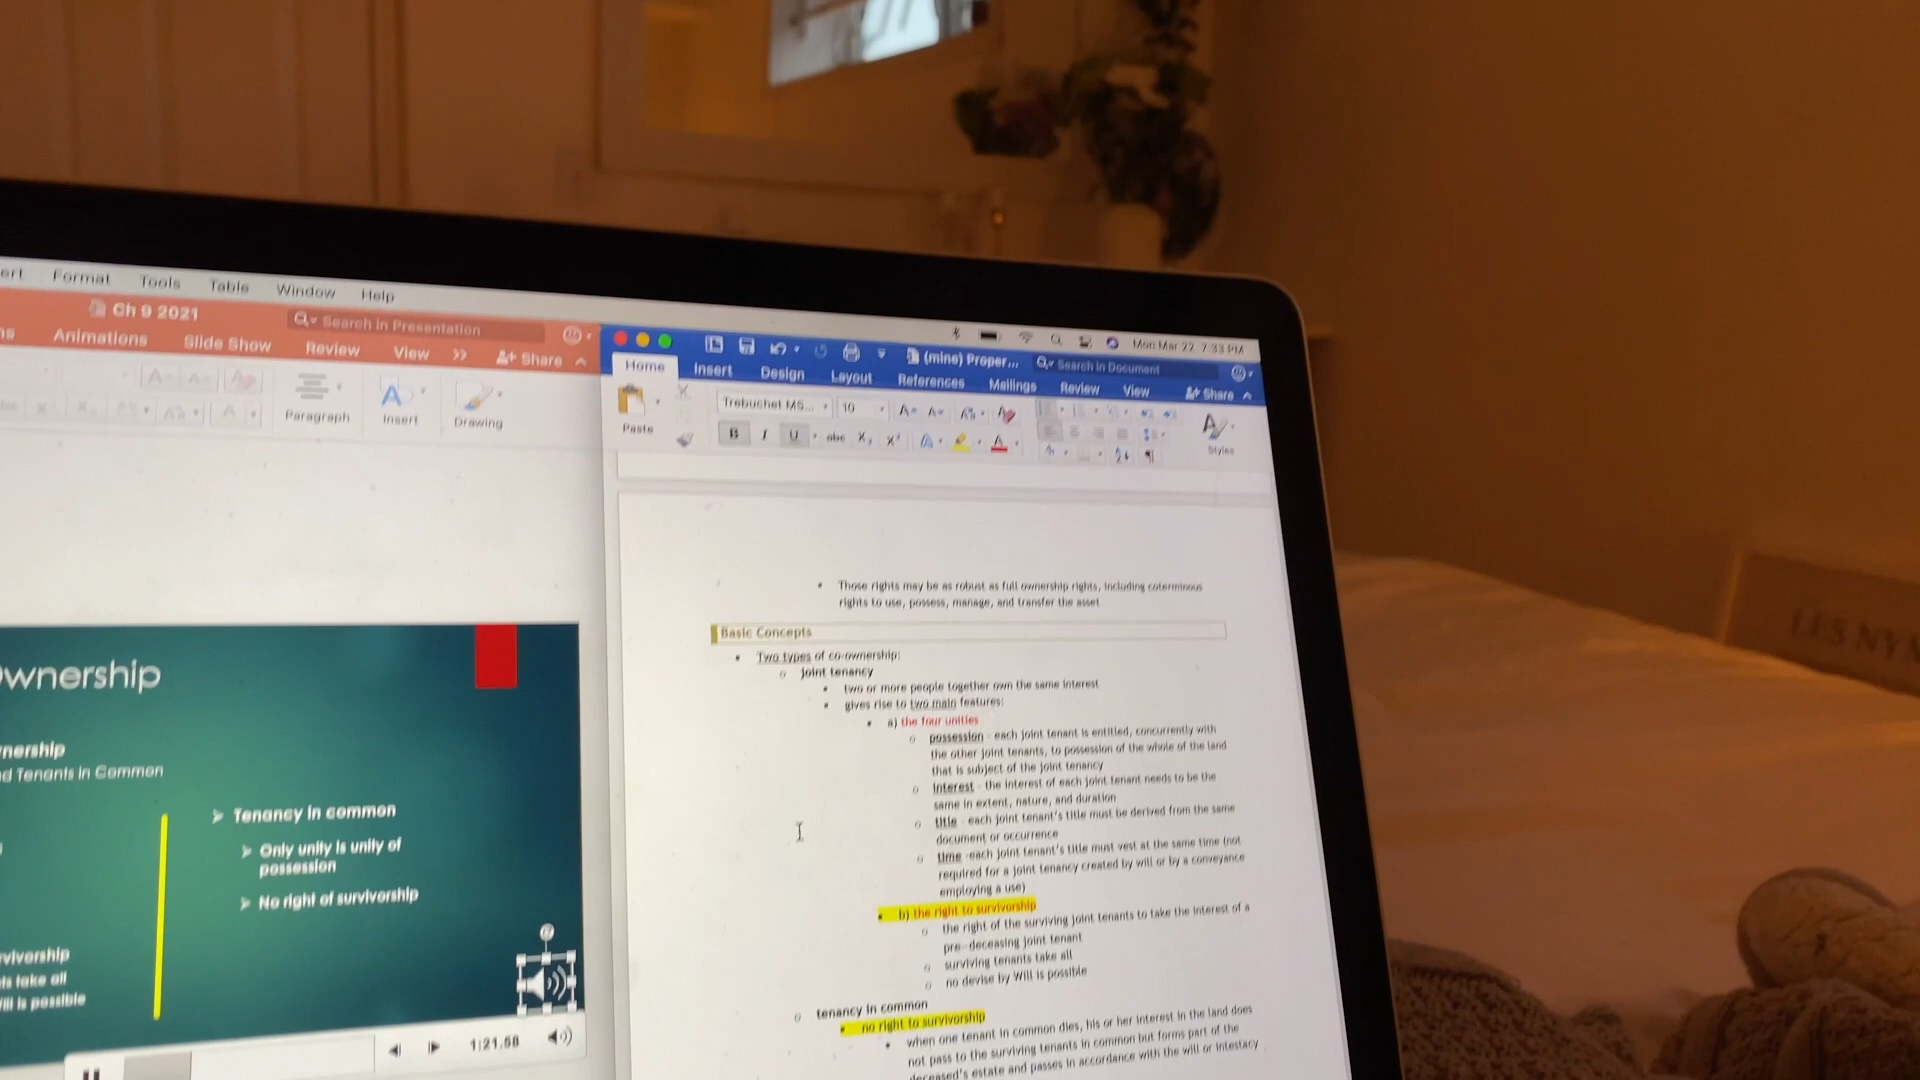 Format Tools Table Window Help
Ch 9 2021
Search in Presentation
Animations Slide Show Review View >> Share
Paragraph Insert Drawing
wnership
nership
d Tenants in Common
➢ Tenancy in common
➢ Only unity is unity of
possession
➢ No right of survivorship
vivorship
ts take all
ill is possible
1:21.58
Mon Mar 22 7:33 PM
(mine) Proper...
Search in Document
Home Insert Design Layout References Mailings Review View Share
Paste
Trebuchet MS... 10
B I U abc X₂ X²
Styles
• Those rights may be as robust as full ownership rights, including coterminous
rights to use, possess, manage, and transfer the asset
Basic Concepts
• Two types of co-ownership:
o joint tenancy
▪ two or more people together own the same interest
▪ gives rise to two main features:
• a) the four unities
o possession - each joint tenant is entitled, concurrently with
the other joint tenants, to possession of the whole of the land
that is subject of the joint tenancy
o interest - the interest of each joint tenant needs to be the
same in extent, nature, and duration
o title - each joint tenant's title must be derived from the same
document or occurrence
o time -each joint tenant's title must vest at the same time (not
required for a joint tenancy created by will or by a conveyance
employing a use)
• b) the right to survivorship
o the right of the surviving joint tenants to take the interest of a
pre-deceasing joint tenant
o surviving tenants take all
o no devise by Will is possible
o tenancy in common
▪ no right to survivorship
• when one tenant in common dies, his or her interest in the land does
not pass to the surviving tenants in common but forms part of the
deceased's estate and passes in accordance with the will or intestacy